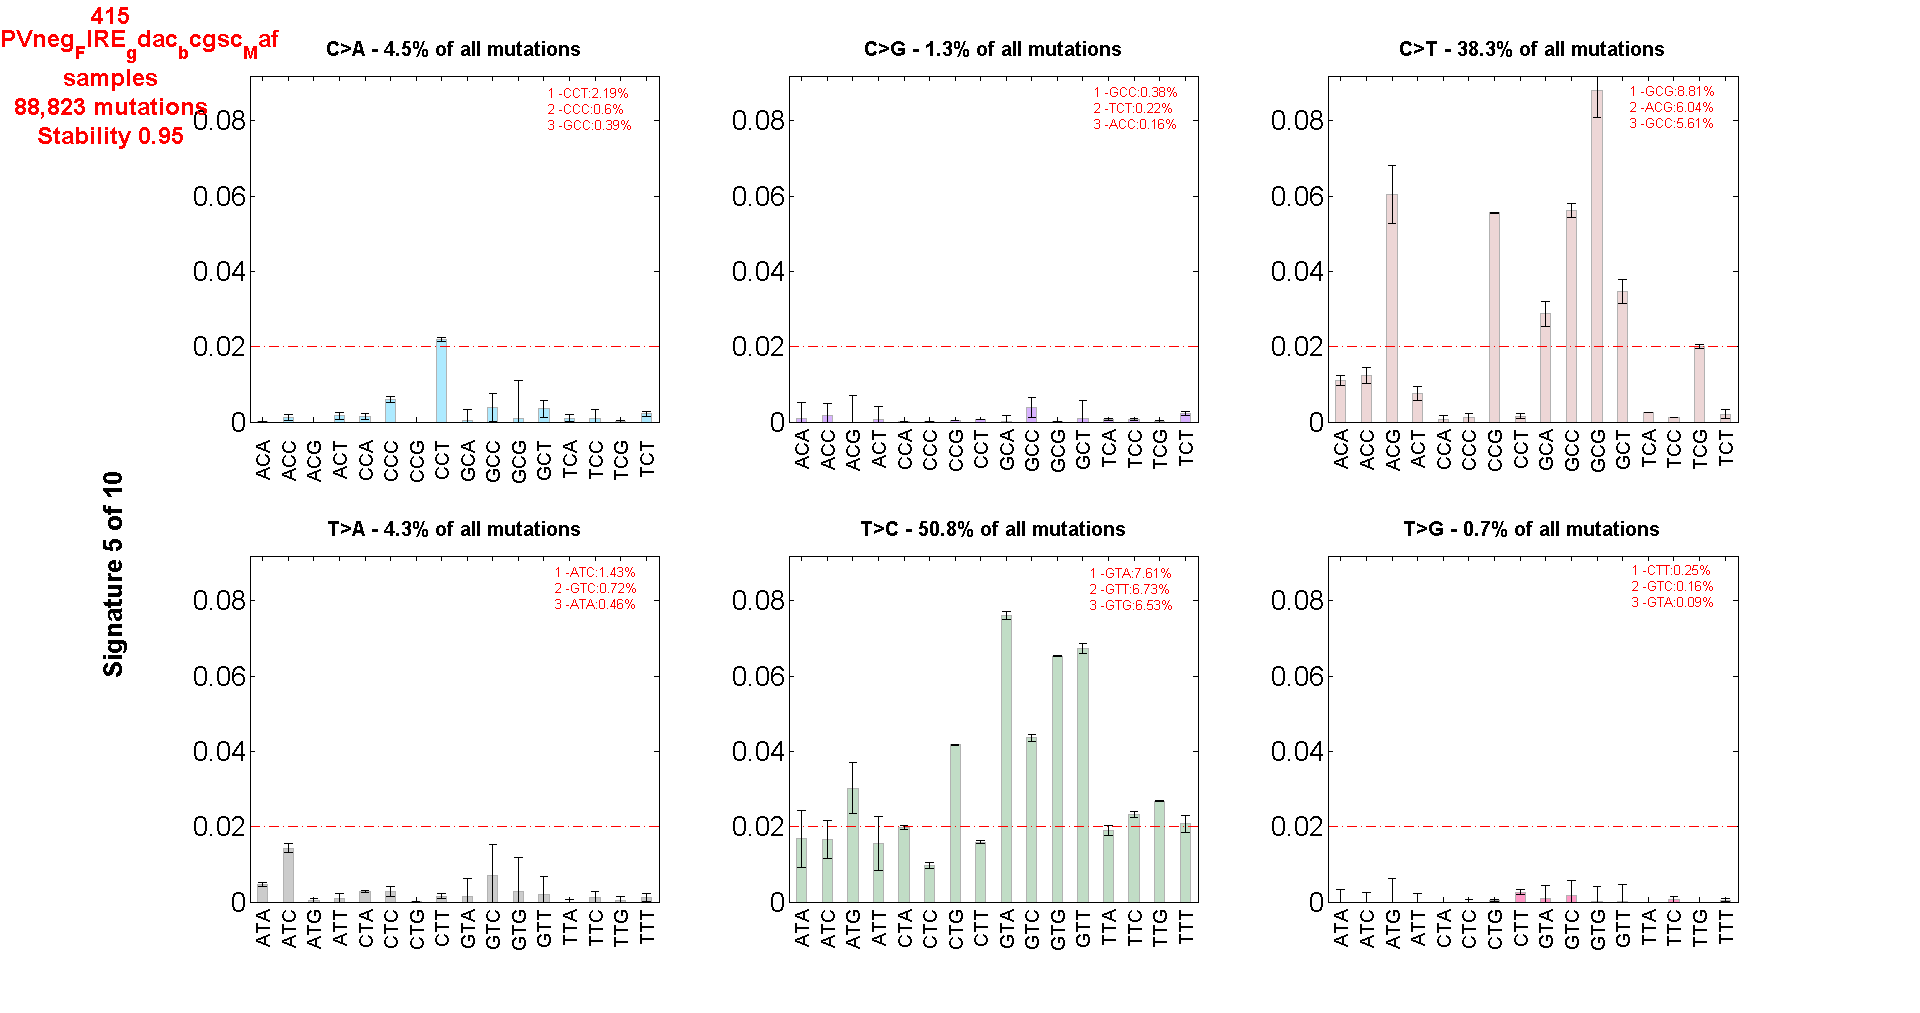 415
PVneg_FIRE_gdac_bcgsc_Maf
samples
88,823 mutations
Stability 0.95
Signature 5 of 10
C>A - 4.5% of all mutations
1 -CCT:2.19%
2 -CCC:0.6%
3 -GCC:0.39%
0.08
0.06
0.04
0.02
0
ACA ACC ACG ACT CCA CCC CCG CCT GCA GCC GCG GCT TCA TCC TCG TCT
C>G - 1.3% of all mutations
1 -GCC:0.38%
2 -TCT:0.22%
3 -ACC:0.16%
0.08
0.06
0.04
0.02
0
ACA ACC ACG ACT CCA CCC CCG CCT GCA GCC GCG GCT TCA TCC TCG TCT
C>T - 38.3% of all mutations
1 -GCG:8.81%
2 -ACG:6.04%
3 -GCC:5.61%
0.08
0.06
0.04
0.02
0
ACA ACC ACG ACT CCA CCC CCG CCT GCA GCC GCG GCT TCA TCC TCG TCT
T>A - 4.3% of all mutations
1 -ATC:1.43%
2 -GTC:0.72%
3 -ATA:0.46%
0.08
0.06
0.04
0.02
0
ATA ATC ATG ATT CTA CTC CTG CTT GTA GTC GTG GTT TTA TTC TTG TTT
T>C - 50.8% of all mutations
1 -GTA:7.61%
2 -GTT:6.73%
3 -GTG:6.53%
0.08
0.06
0.04
0.02
0
ATA ATC ATG ATT CTA CTC CTG CTT GTA GTC GTG GTT TTA TTC TTG TTT
T>G - 0.7% of all mutations
1 -CTT:0.25%
2 -GTC:0.16%
3 -GTA:0.09%
0.08
0.06
0.04
0.02
0
ATA ATC ATG ATT CTA CTC CTG CTT GTA GTC GTG GTT TTA TTC TTG TTT